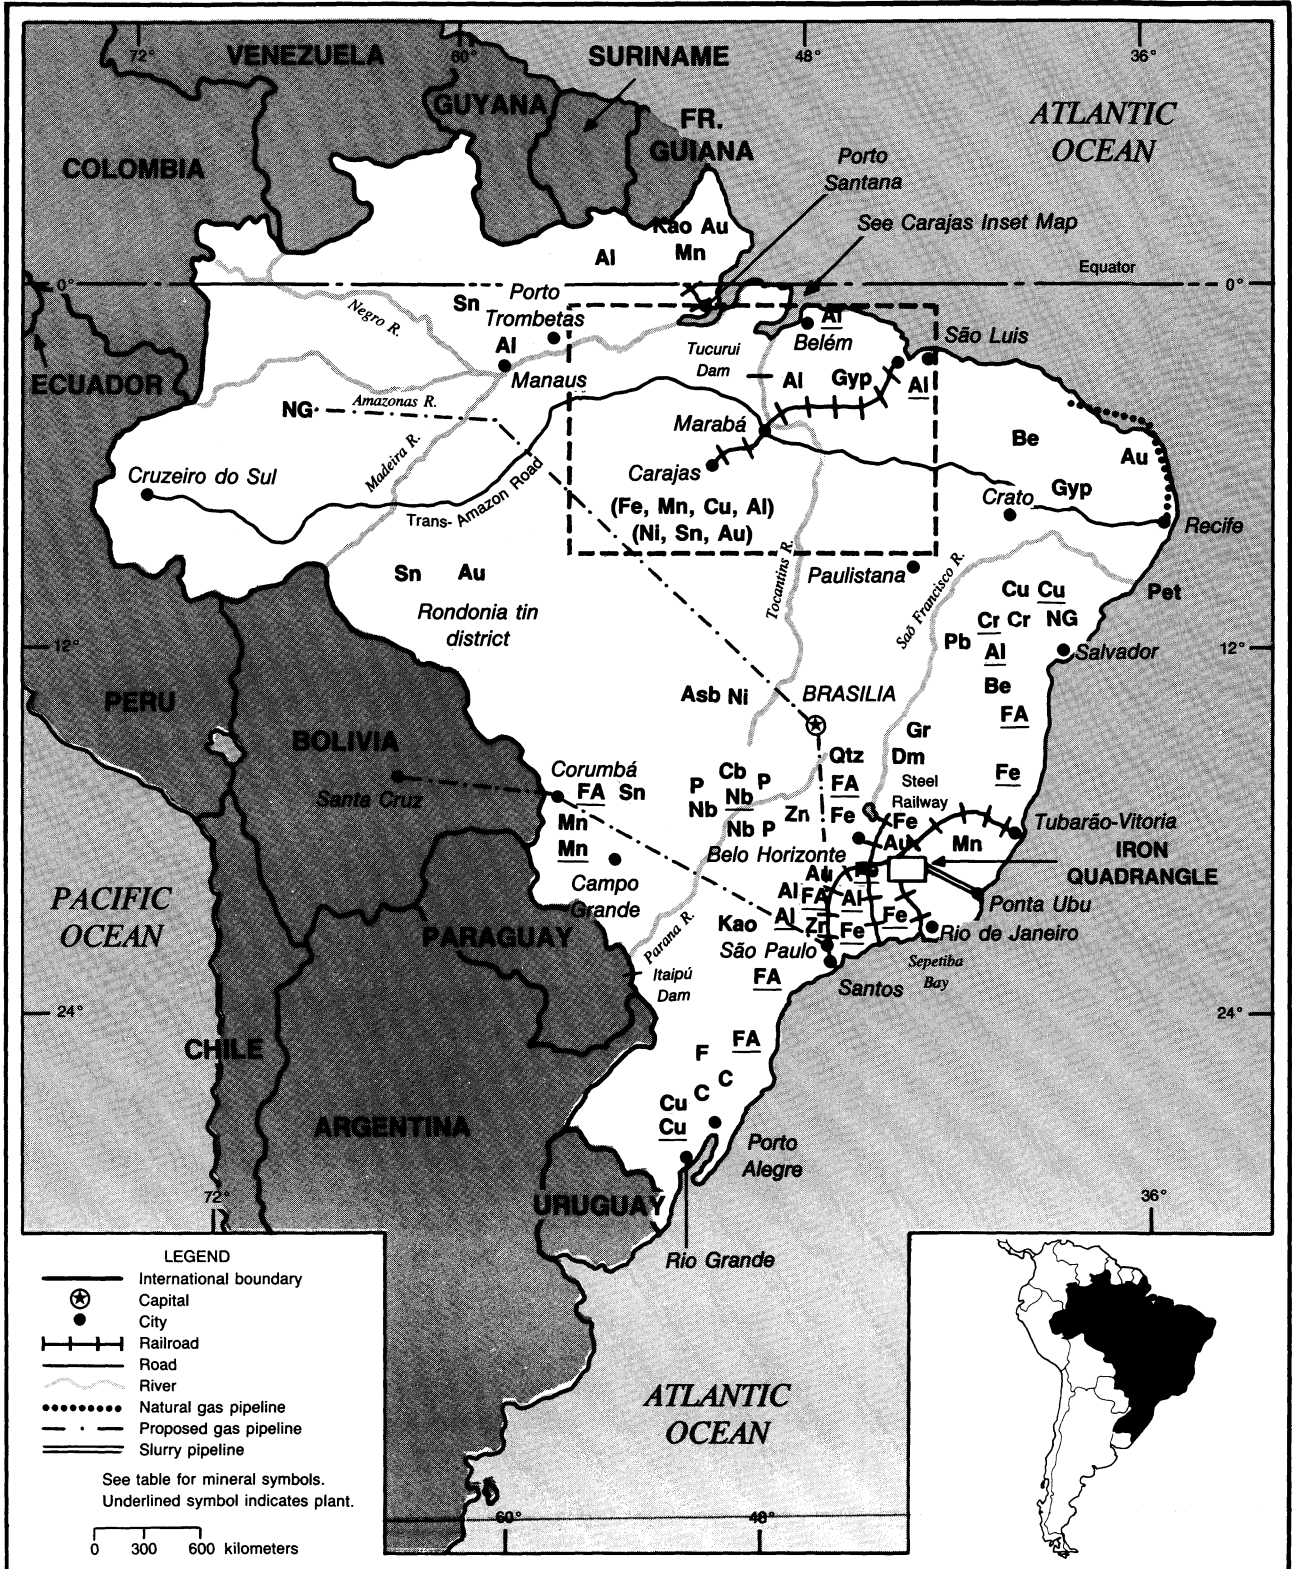 72°
VENEZUELA
60°
SURINAME
48°
36°
GUYANA
ATLANTIC
OCEAN
FR.
GUIANA
COLOMBIA
Porto
Santana
See Carajas Inset Map
Kao Au
Mn
Al
Equator
0°
0°
Negro R.
Sn
Porto
Trombetas
Al
Manaus
Al
Belém
São Luis
Tucurui
Dam
Al
Gyp
Al
ECUADOR
NG
Amazonas R.
Madeira R.
Marabá
Carajas
(Fe, Mn, Cu, Al)
(Ni, Sn, Au)
Be
Au
Gyp
Crato
Recife
Cruzeiro do Sul
Trans- Amazon Road
Tocantins R.
Paulistana
Saõ Francisco R.
Sn Au
Rondonia tin
district
Pet
Cu Cu
Cr Cr NG
Pb
Al
Be
FA
Salvador
12°
12°
PERU
BOLIVIA
Asb Ni
BRASILIA
Gr
Qtz
Dm
Santa Cruz
Corumbá
FA Sn
Mn
Mn
Campo
Grande
P
Cb
P
Nb
Nb
Nb P
Zn
FA
Fe
Steel
Railway
Fe
Au
Fe
Mn
Tubarão-Vitoria
IRON
QUADRANGLE
Belo Horizonte
Au
Fe
Al
FA
Al
Al
Zn
Fe
Fe
Kao
São Paulo
Ponta Ubu
Rio de Janeiro
Sepetiba
Bay
Santos
FA
PACIFIC
OCEAN
PARAGUAY
Parana R.
Itaipú
Dam
24°
24°
CHILE
ARGENTINA
FA
F
C
C
Cu
Cu
Porto
Alegre
URUGUAY
Rio Grande
72°
36°
ATLANTIC
OCEAN
60°
48°
LEGEND
International boundary
Capital
City
Railroad
Road
River
Natural gas pipeline
Proposed gas pipeline
Slurry pipeline
See table for mineral symbols.
Underlined symbol indicates plant.
0 300 600 kilometers